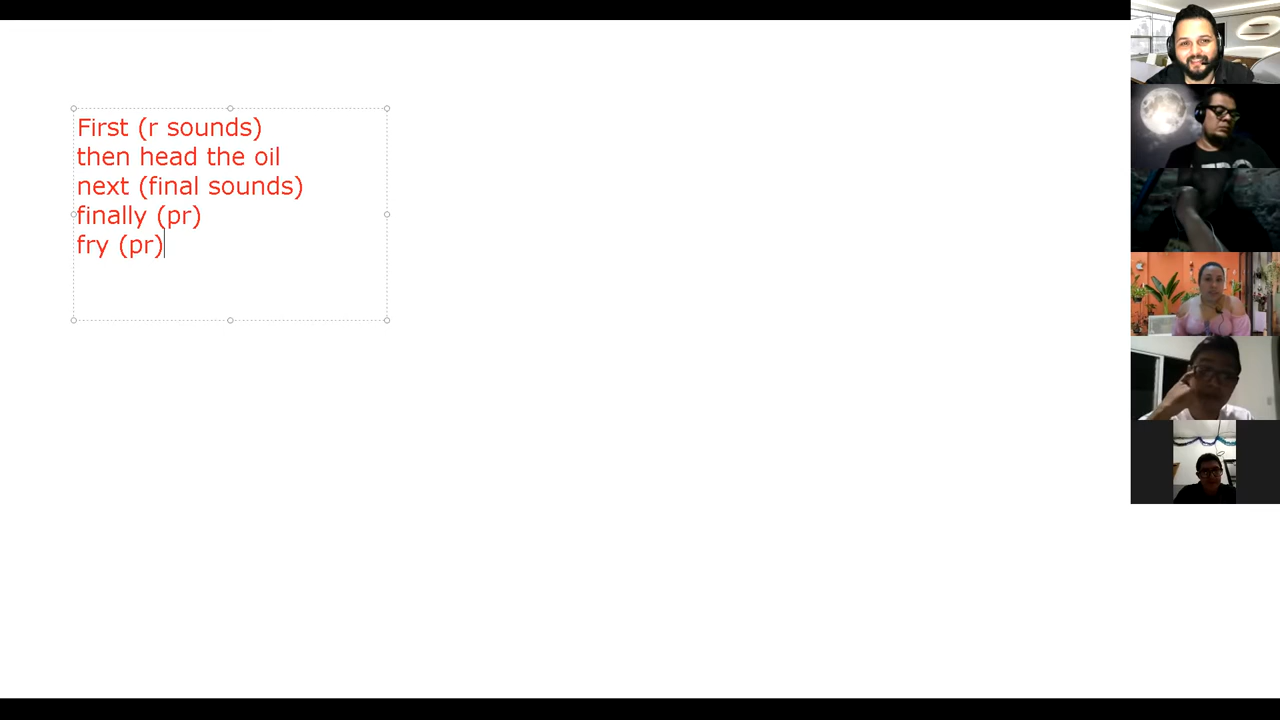 First (r sounds)
then head the oil
next (final sounds)
finally (pr)
fry (pr)